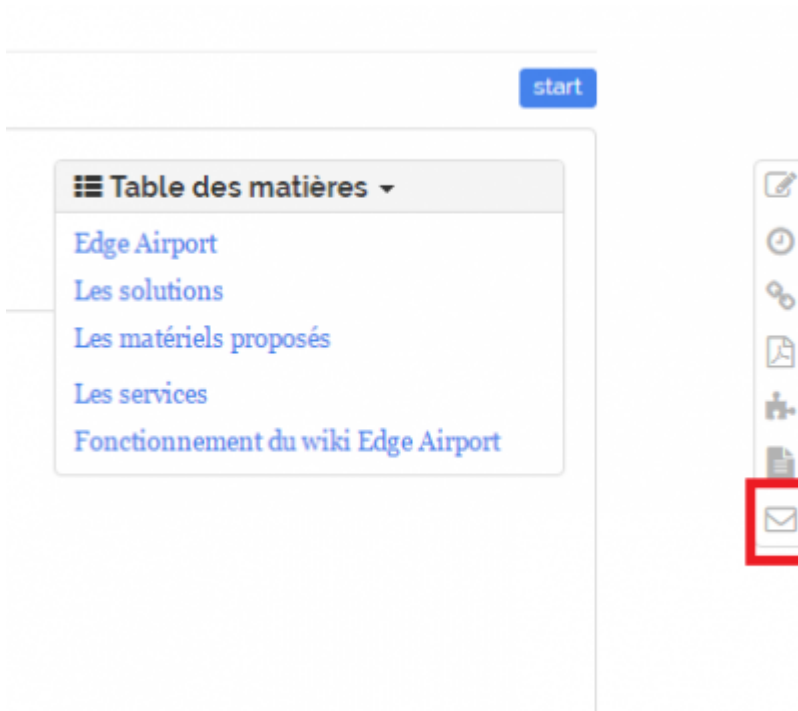 start
Table des matières
Edge Airport
Les solutions
Les matériels proposés
Les services
Fonctionnement du wiki Edge Airport